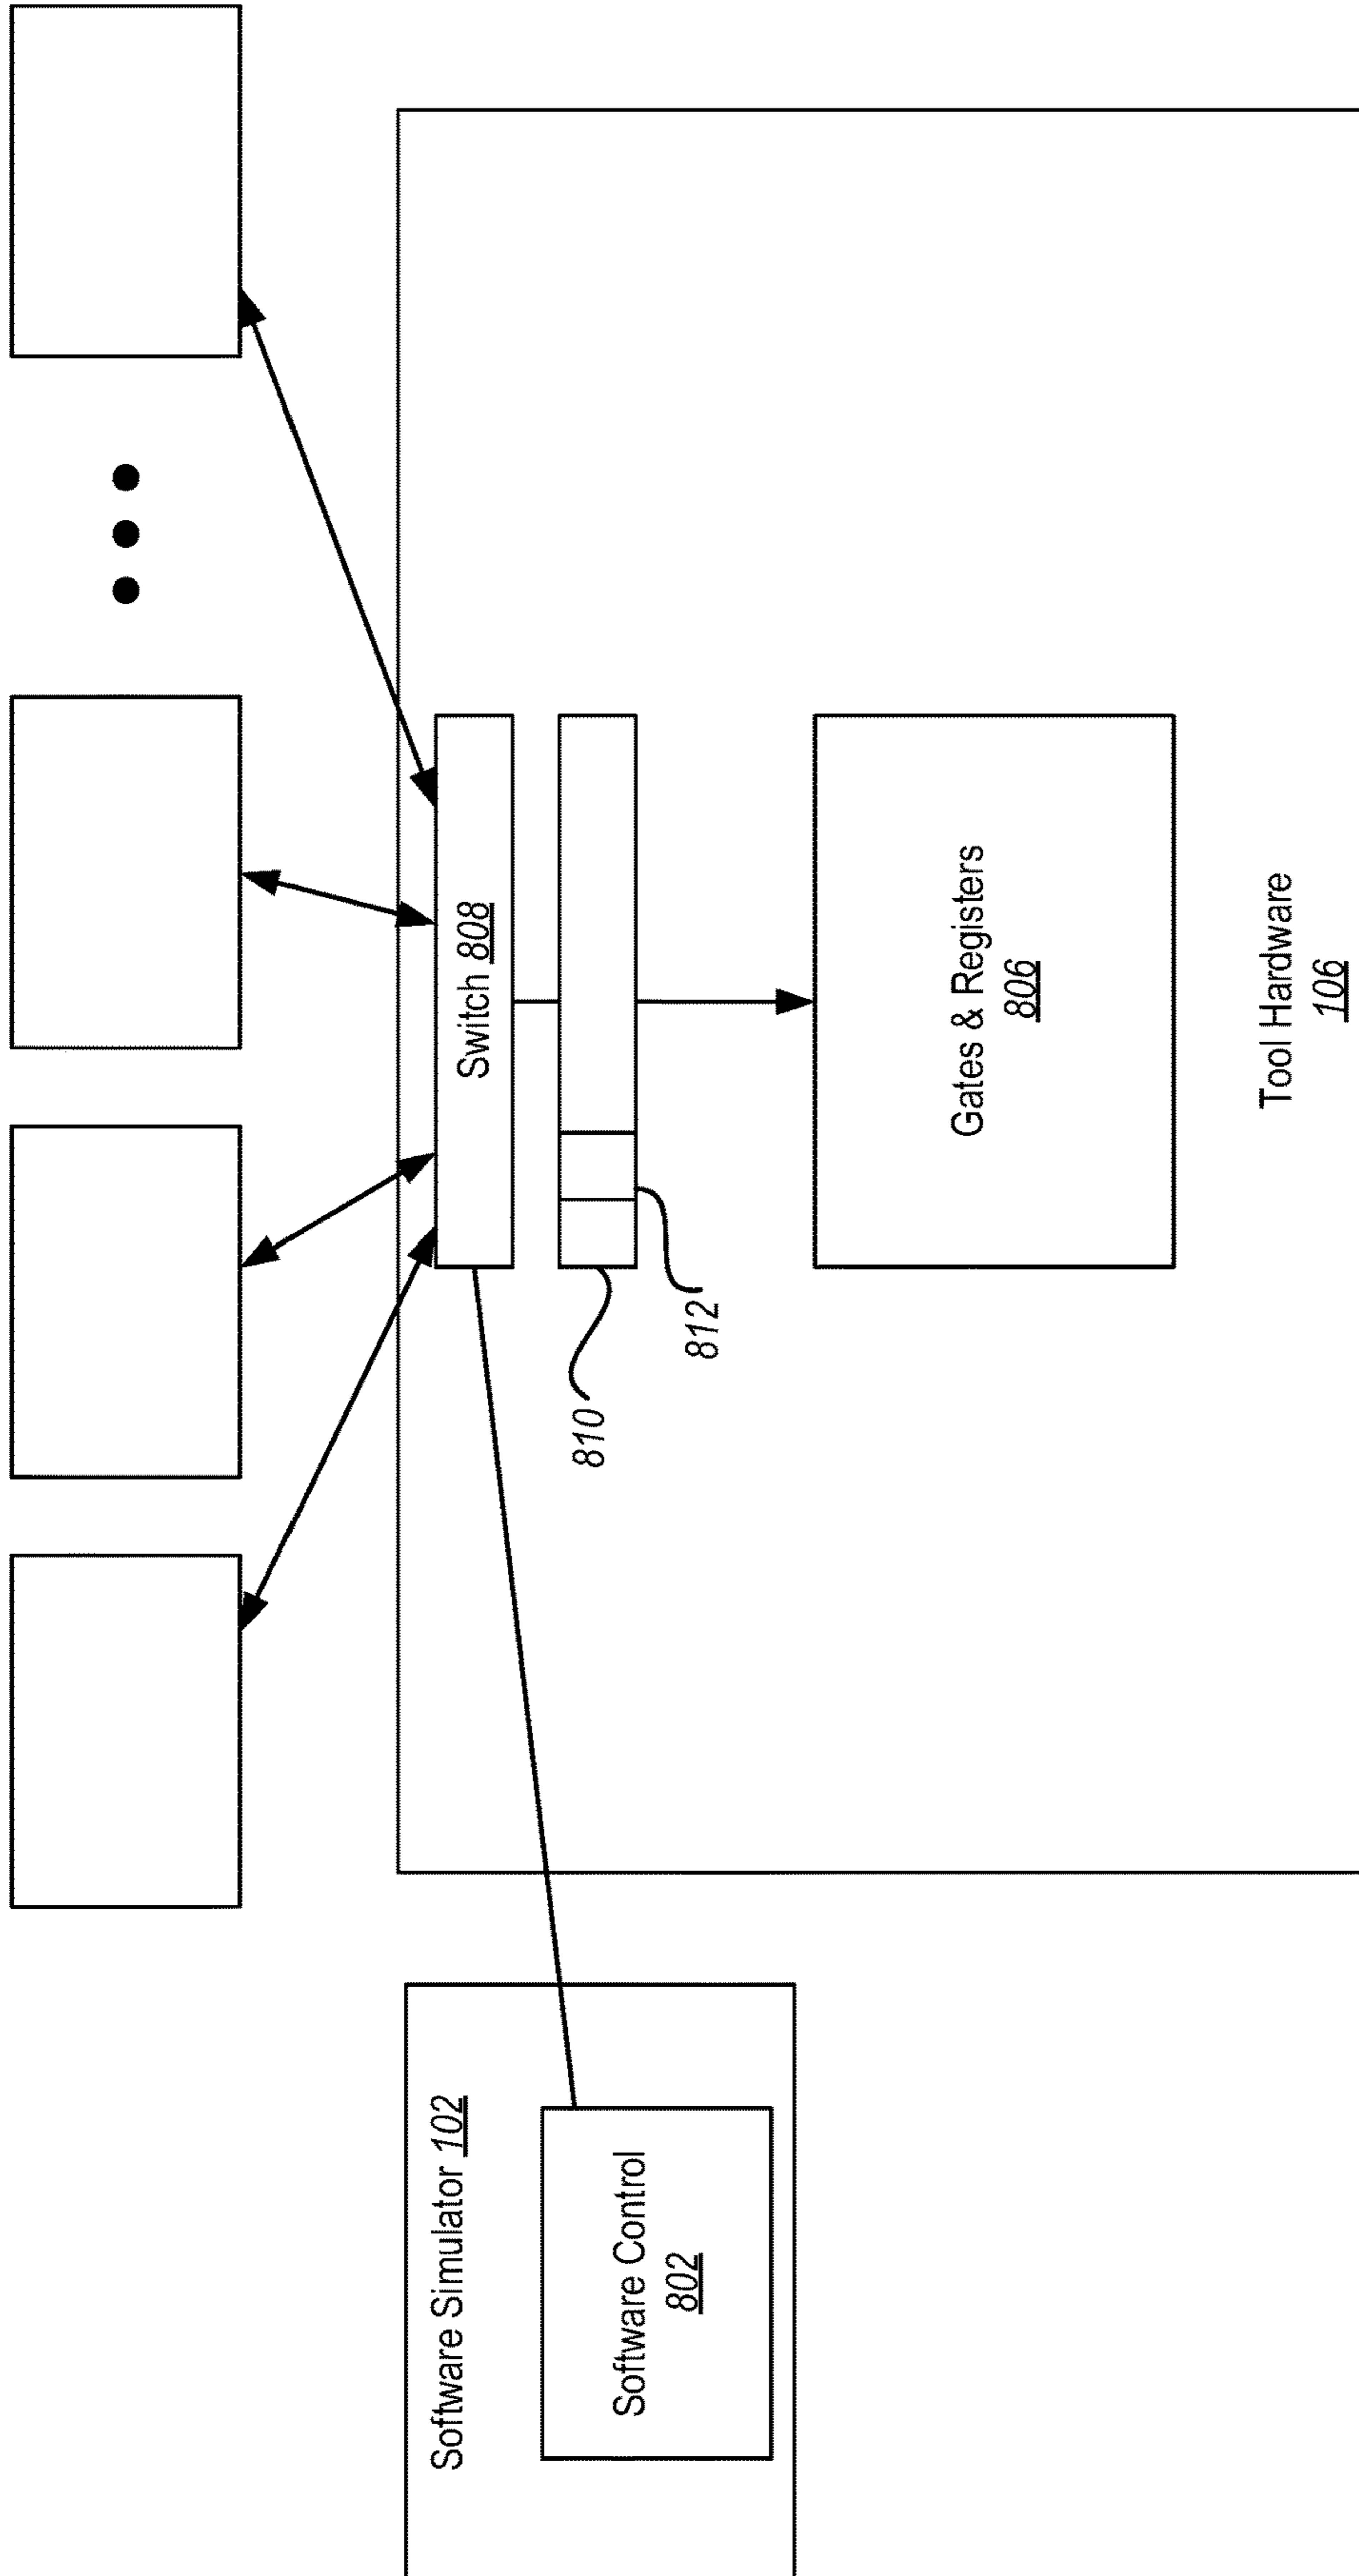 Software Simulator 102
Software Control
802
Switch 808
810
812
Gates & Registers
806
Tool Hardware
106